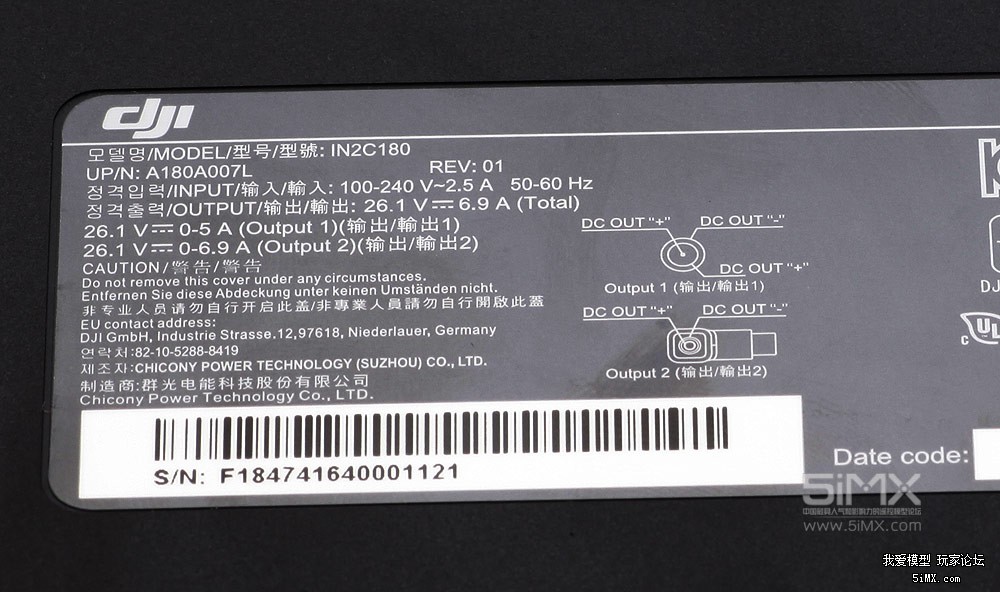 dji
모델명/MODEL/型号/型號: IN2C180
UP/N: A180A007L REV: 01
정격입력/INPUT/输入/輸入: 100-240 V~2.5 A 50-60 Hz
정격출력/OUTPUT/输出/輸出: 26.1 V⎓ 6.9 A (Total)
26.1 V⎓ 0-5 A (Output 1)(输出/輸出1)
26.1 V⎓ 0-6.9 A (Output 2)(输出/輸出2)
CAUTION/警告/警告
Do not remove this cover under any circumstances.
Entfernen Sie diese Abdeckung unter keinen Umständen nicht.
非专业人员请勿自行开启此盖/非專業人員請勿自行開啟此蓋
EU contact address:
DJI GmbH, Industrie Strasse.12,97618, Niederlauer, Germany
연락처:82-10-5288-8419
제조자:CHICONY POWER TECHNOLOGY (SUZHOU) CO., LTD.
制造商:群光电能科技股份有限公司
Chicony Power Technology Co., LTD.
S/N: F184741640001121
DC OUT "+" DC OUT "-"
DC OUT "+"
Output 1 (输出/輸出1)
DC OUT "+" DC OUT "-"
Output 2 (输出/輸出2)
DJ
c UL
Date code:
5iMX
www.5iMX.com
我爱模型 玩家论坛
5iMX.com